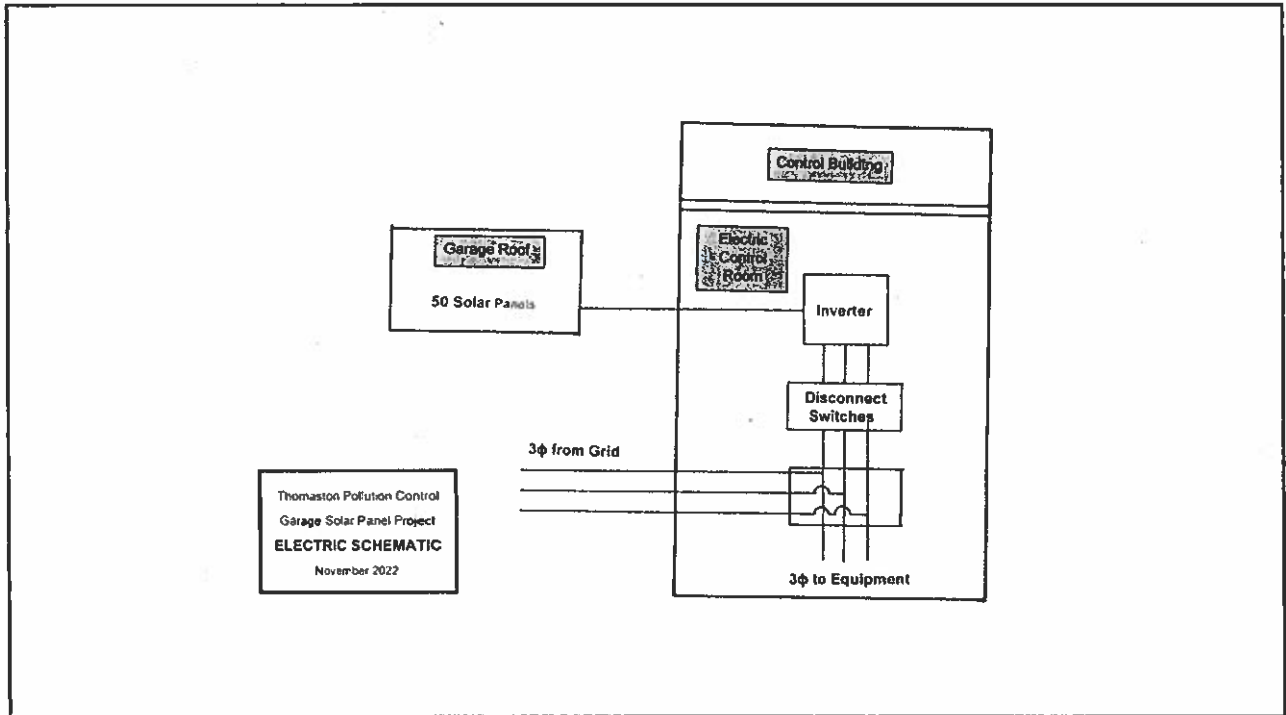 Control Building
Garage Roof
50 Solar Panels
Electric
Control
Room
Inverter
Disconnect
Switches
3ϕ from Grid
3ϕ to Equipment
Thomaston Pollution Control
Garage Solar Panel Project
ELECTRIC SCHEMATIC
November 2022